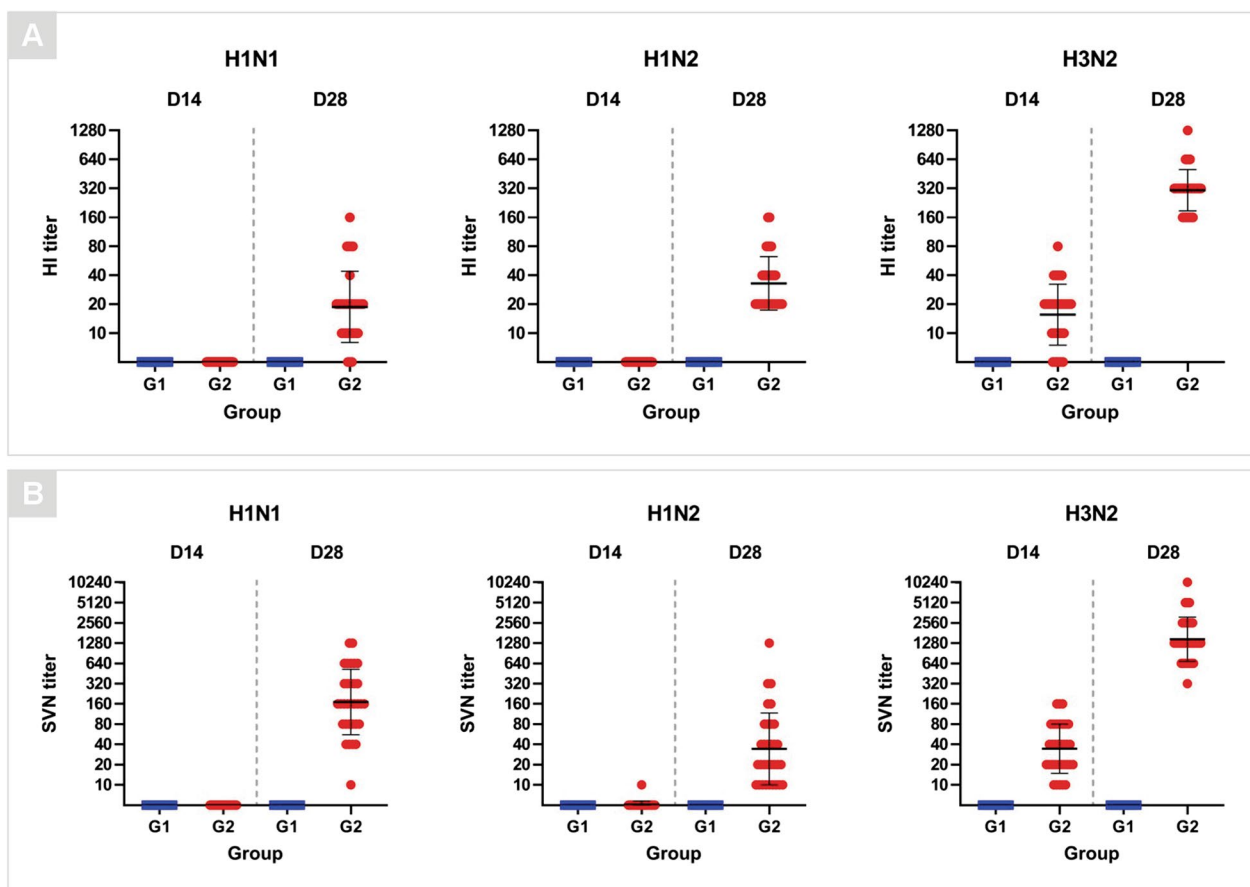 A
H1N1 H1N2 H3N2
D14 D28 D14 D28 D14 D28
HI titer HI titer HI titer
1280 1280 1280
640 640 640
320 320 320
160 160 160
80 80 80
40 40 40
20 20 20
10 10 10
G1 G2 G1 G2 G1 G2 G1 G2 G1 G2 G1 G2
Group Group Group
B
H1N1 H1N2 H3N2
D14 D28 D14 D28 D14 D28
SVN titer SVN titer SVN titer
10240 10240 10240
5120 5120 5120
2560 2560 2560
1280 1280 1280
640 640 640
320 320 320
160 160 160
80 80 80
40 40 40
20 20 20
10 10 10
G1 G2 G1 G2 G1 G2 G1 G2 G1 G2 G1 G2
Group Group Group